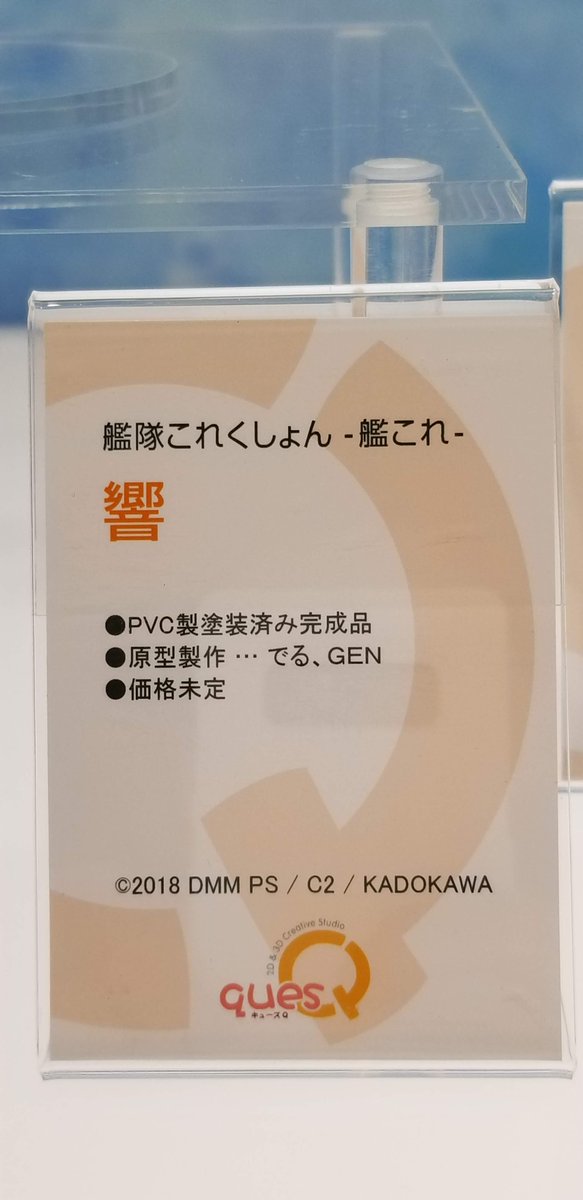 艦隊これくしょん -艦これ-
響
●PVC製塗装済み完成品
●原型製作 … でる、GEN
●価格未定
©2018 DMM PS / C2 / KADOKAWA
2D & 3D Creative Studio
quesQ
キューズQ